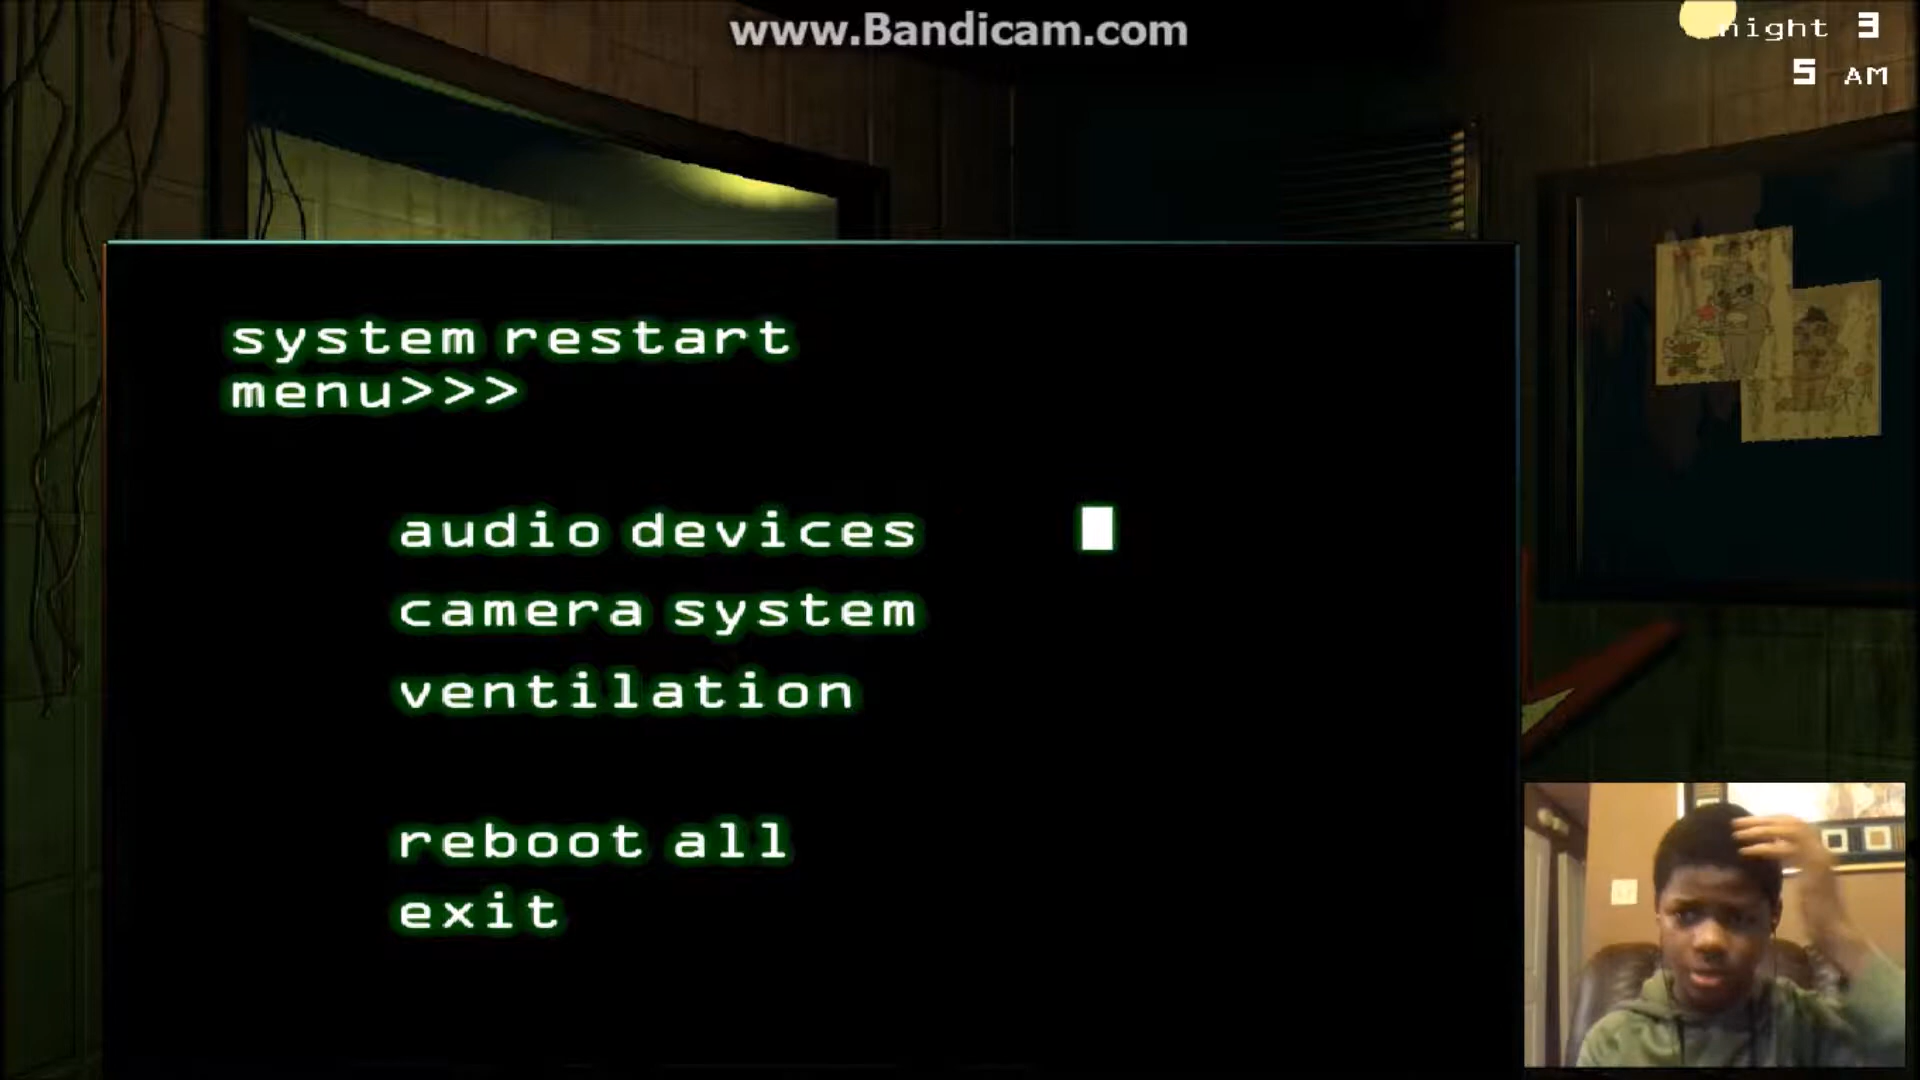 www.Bandicam.com
night 3
5 AM
system restart
menu>>>
audio devices
camera system
ventilation
reboot all
exit